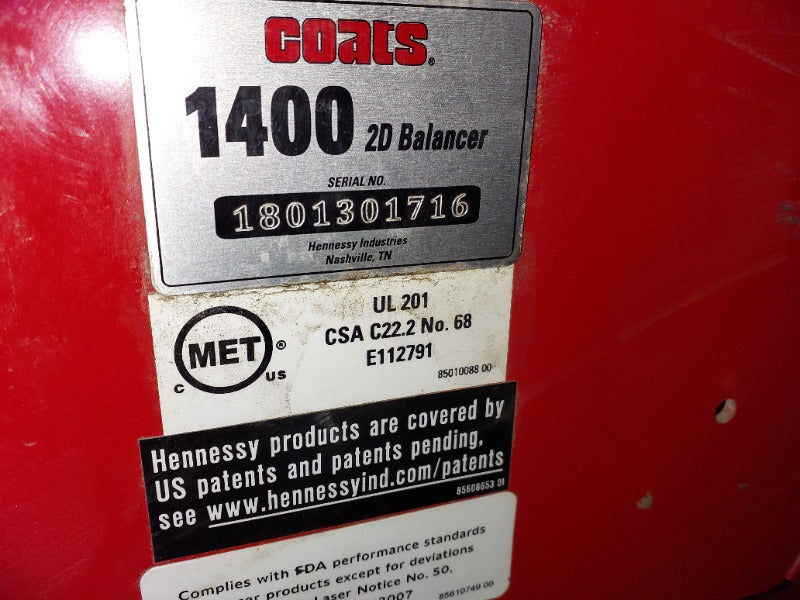 coats®
1400 2D Balancer
SERIAL NO.
1801301716
Hennessy Industries
Nashville, TN
MET®
C US
UL 201
CSA C22.2 No. 68
E112791
85010088 00
Hennessy products are covered by
US patents and patents pending,
see www.hennessyind.com/patents
85608653 01
Complies with FDA performance standards
products except for deviations
Laser Notice No. 50,
2007
85610749 00